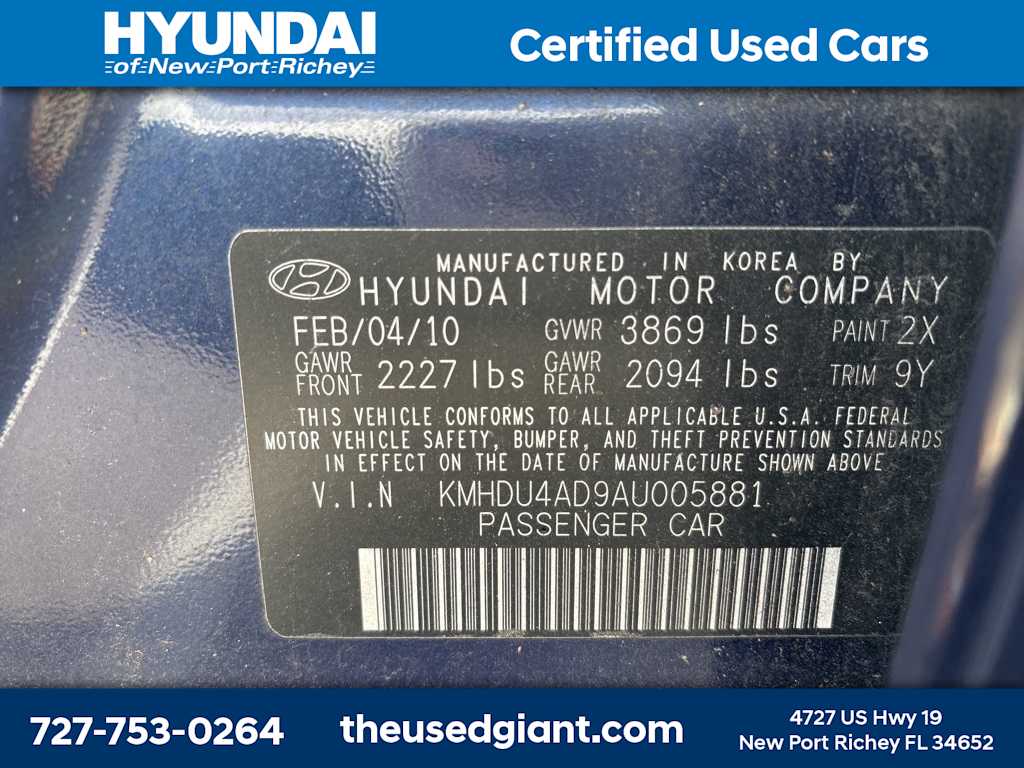 HYUNDAI
of New Port Richey
Certified Used Cars
MANUFACTURED IN KOREA BY
HYUNDAI MOTOR COMPANY
FEB/04/10 GVWR 3869 lbs PAINT 2X
GAWR FRONT 2227 lbs GAWR REAR 2094 lbs TRIM 9Y
THIS VEHICLE CONFORMS TO ALL APPLICABLE U.S.A. FEDERAL
MOTOR VEHICLE SAFETY, BUMPER, AND THEFT PREVENTION STANDARDS
IN EFFECT ON THE DATE OF MANUFACTURE SHOWN ABOVE
V.I.N KMHDU4AD9AU005881
PASSENGER CAR
727-753-0264
theusedgiant.com
4727 US Hwy 19
New Port Richey FL 34652